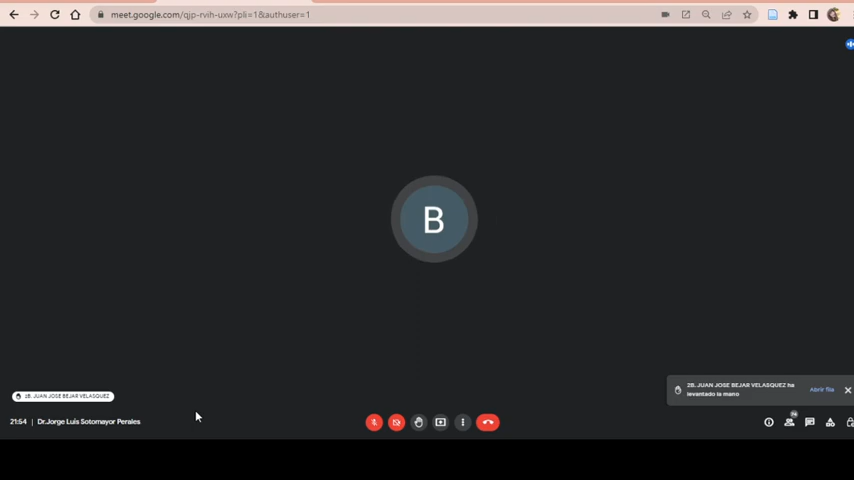 meet.google.com/qjp-rvih-uxw?pli=1&authuser=1
B
2B. JUAN JOSE BEJAR VELASQUEZ ha
levantado la mano
Abrir fila
2B. JUAN JOSE BEJAR VELASQUEZ
21:54 | Dr.Jorge Luis Sotomayor Perales